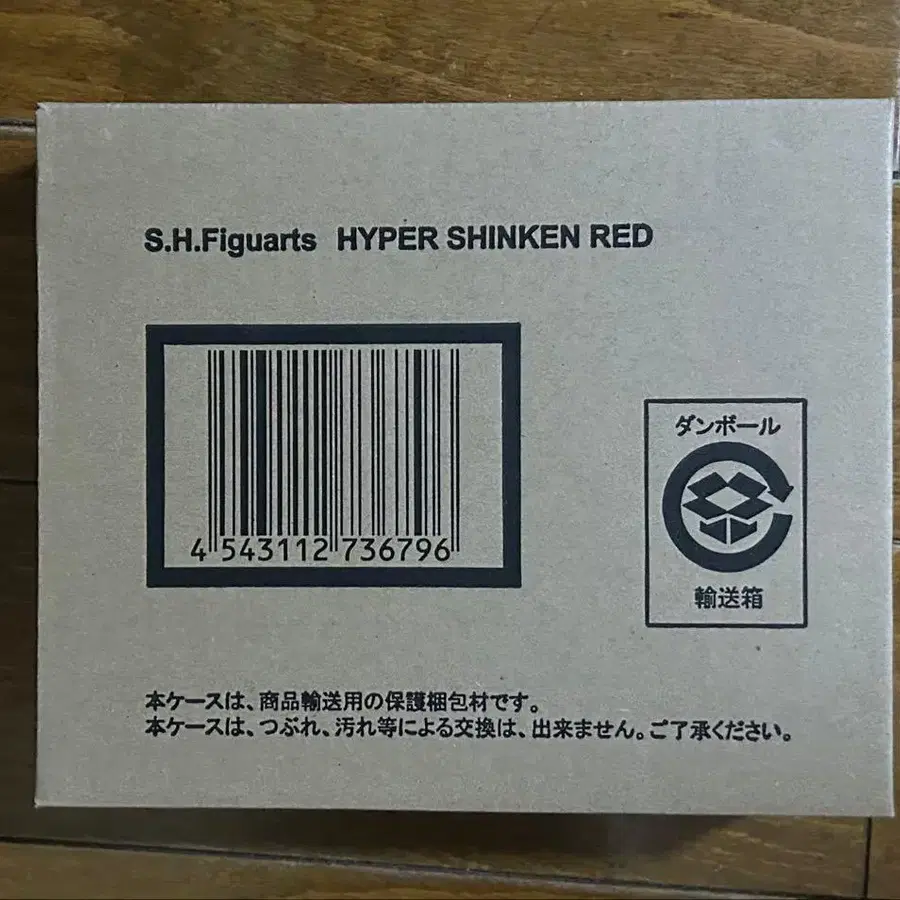 S.H.Figuarts HYPER SHINKEN RED
4 543112 736796
ダンボール
輸送箱
本ケースは、商品輸送用の保護梱包材です。
本ケースは、つぶれ、汚れ等による交換は、出来ません。ご了承ください。